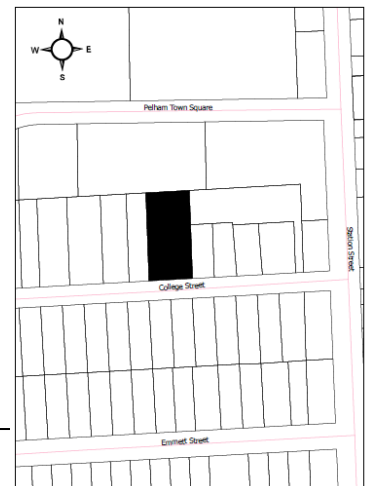 N
W E
S
Pelham Town Square
Station Street
College Street
Emmett Street